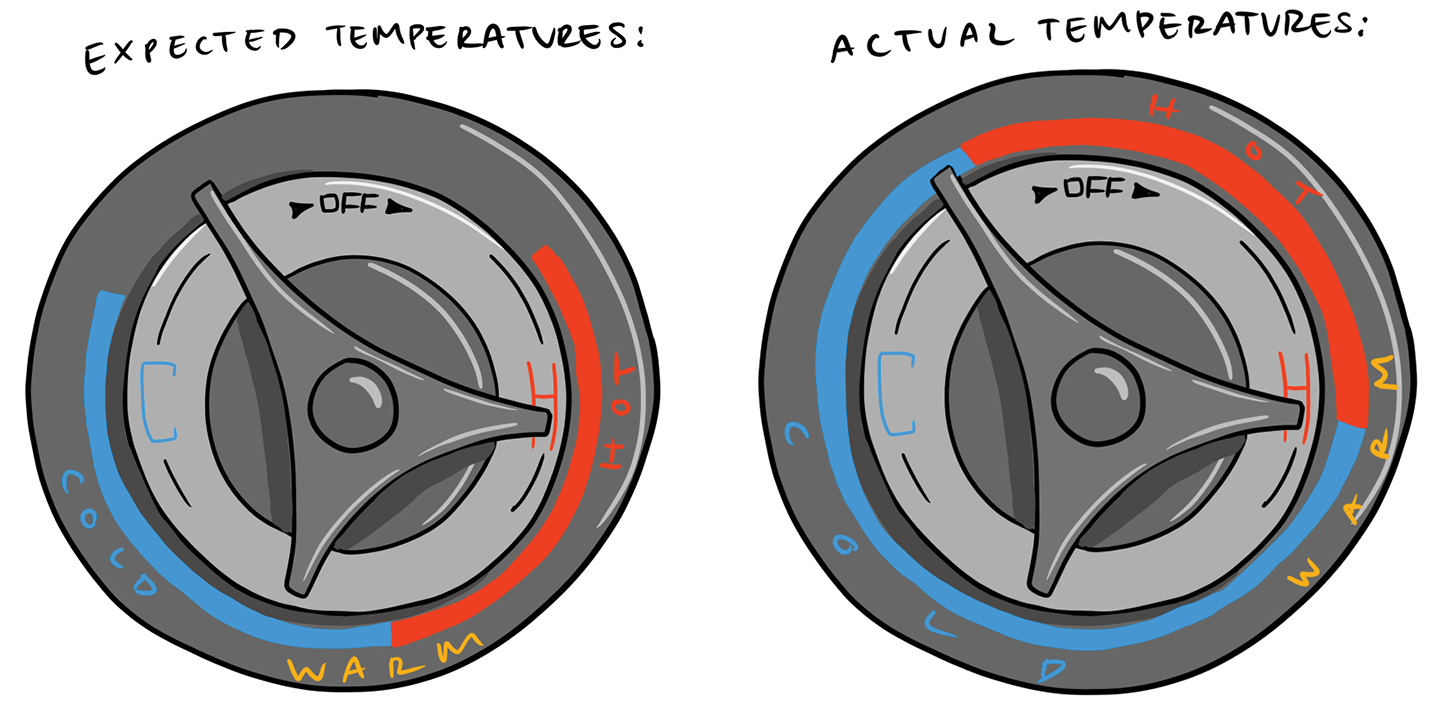 EXPECTED TEMPERATURES:
▶OFF▶
C
H
COLD
WARM
HOT
ACTUAL TEMPERATURES:
▶OFF▶
C
H
COLD
WARM
HOT